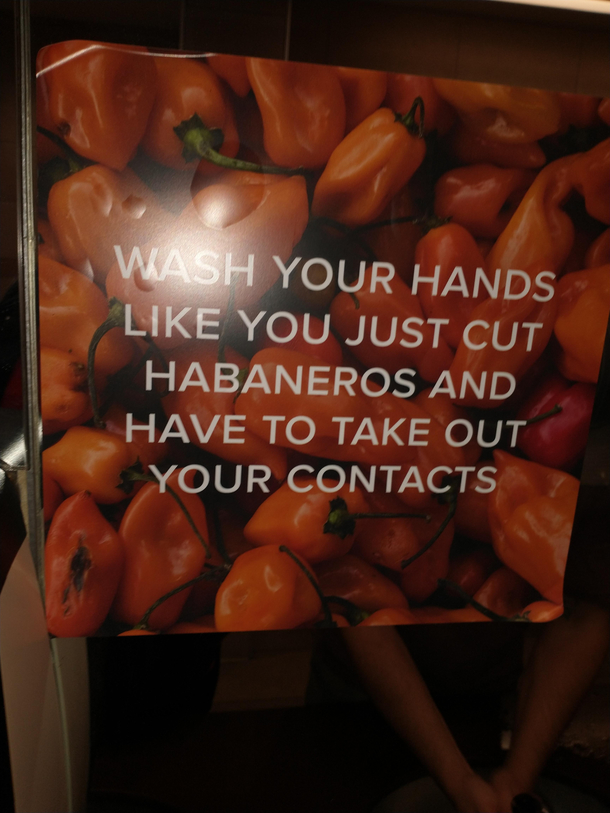 WASH YOUR HANDS
LIKE YOU JUST CUT
HABANEROS AND
HAVE TO TAKE OUT
YOUR CONTACTS